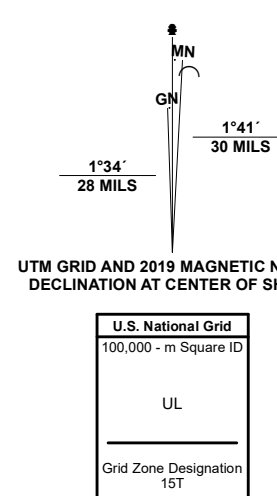 MN
GN
1°41´
30 MILS
1°34´
28 MILS
UTM GRID AND 2019 MAGNETIC N
DECLINATION AT CENTER OF SH
U.S. National Grid
100,000 - m Square ID
UL
Grid Zone Designation
15T